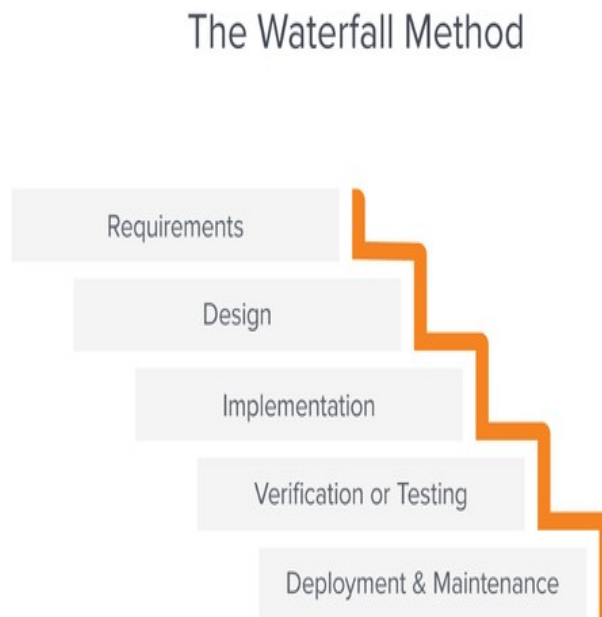 The Waterfall Method
Requirements
Design
Implementation
Verification or Testing
Deployment & Maintenance